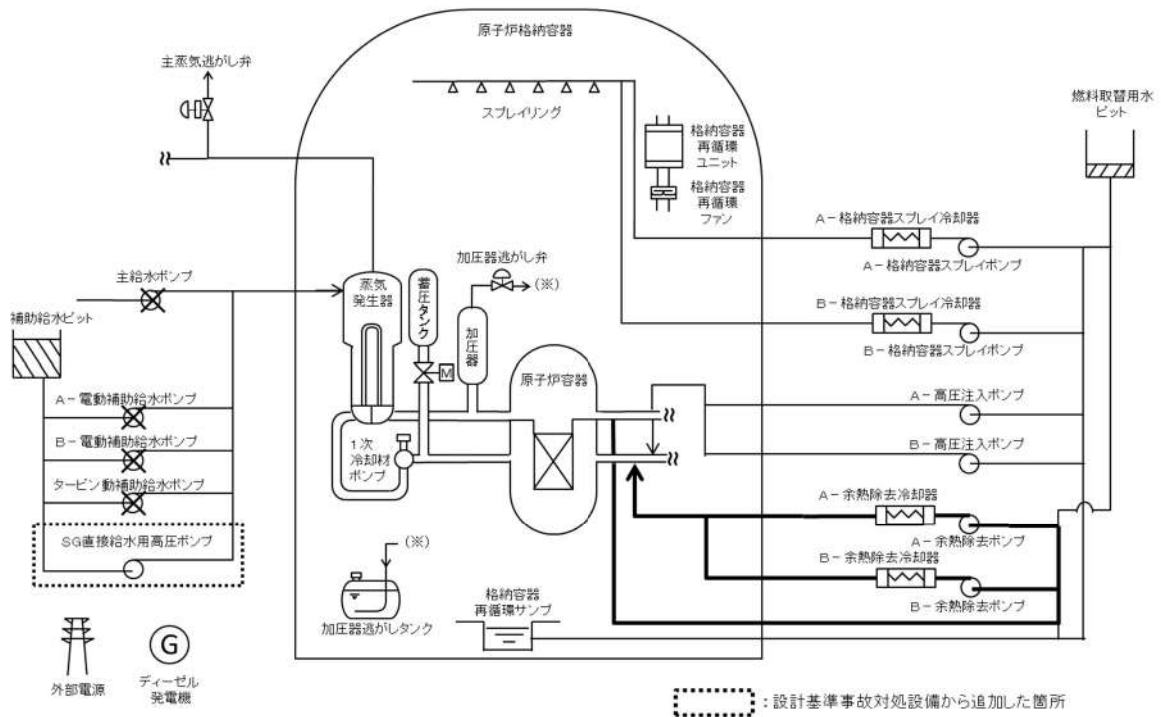 原子炉格納容器
主蒸気逃がし弁
スプレイリング
燃料取替用水
ピット
格納容器
再循環
ユニット
格納容器
再循環
ファン
A-格納容器スプレイ冷却器
A-格納容器スプレイポンプ
加圧器逃がし弁
(※)
主給水ポンプ
蒸気
発生器
蓄圧タンク
加圧器
M
B-格納容器スプレイ冷却器
B-格納容器スプレイポンプ
補助給水ピット
原子炉容器
A-高圧注入ポンプ
A-電動補助給水ポンプ
B-電動補助給水ポンプ
タービン動補助給水ポンプ
1次
冷却材
ポンプ
B-高圧注入ポンプ
A-余熱除去冷却器
A-余熱除去ポンプ
SG直接給水用高圧ポンプ
(※)
B-余熱除去冷却器
B-余熱除去ポンプ
加圧器逃がしタンク
格納容器
再循環サンプ
外部電源
G
ディーゼル
発電機
:設計基準事故対処設備から追加した箇所